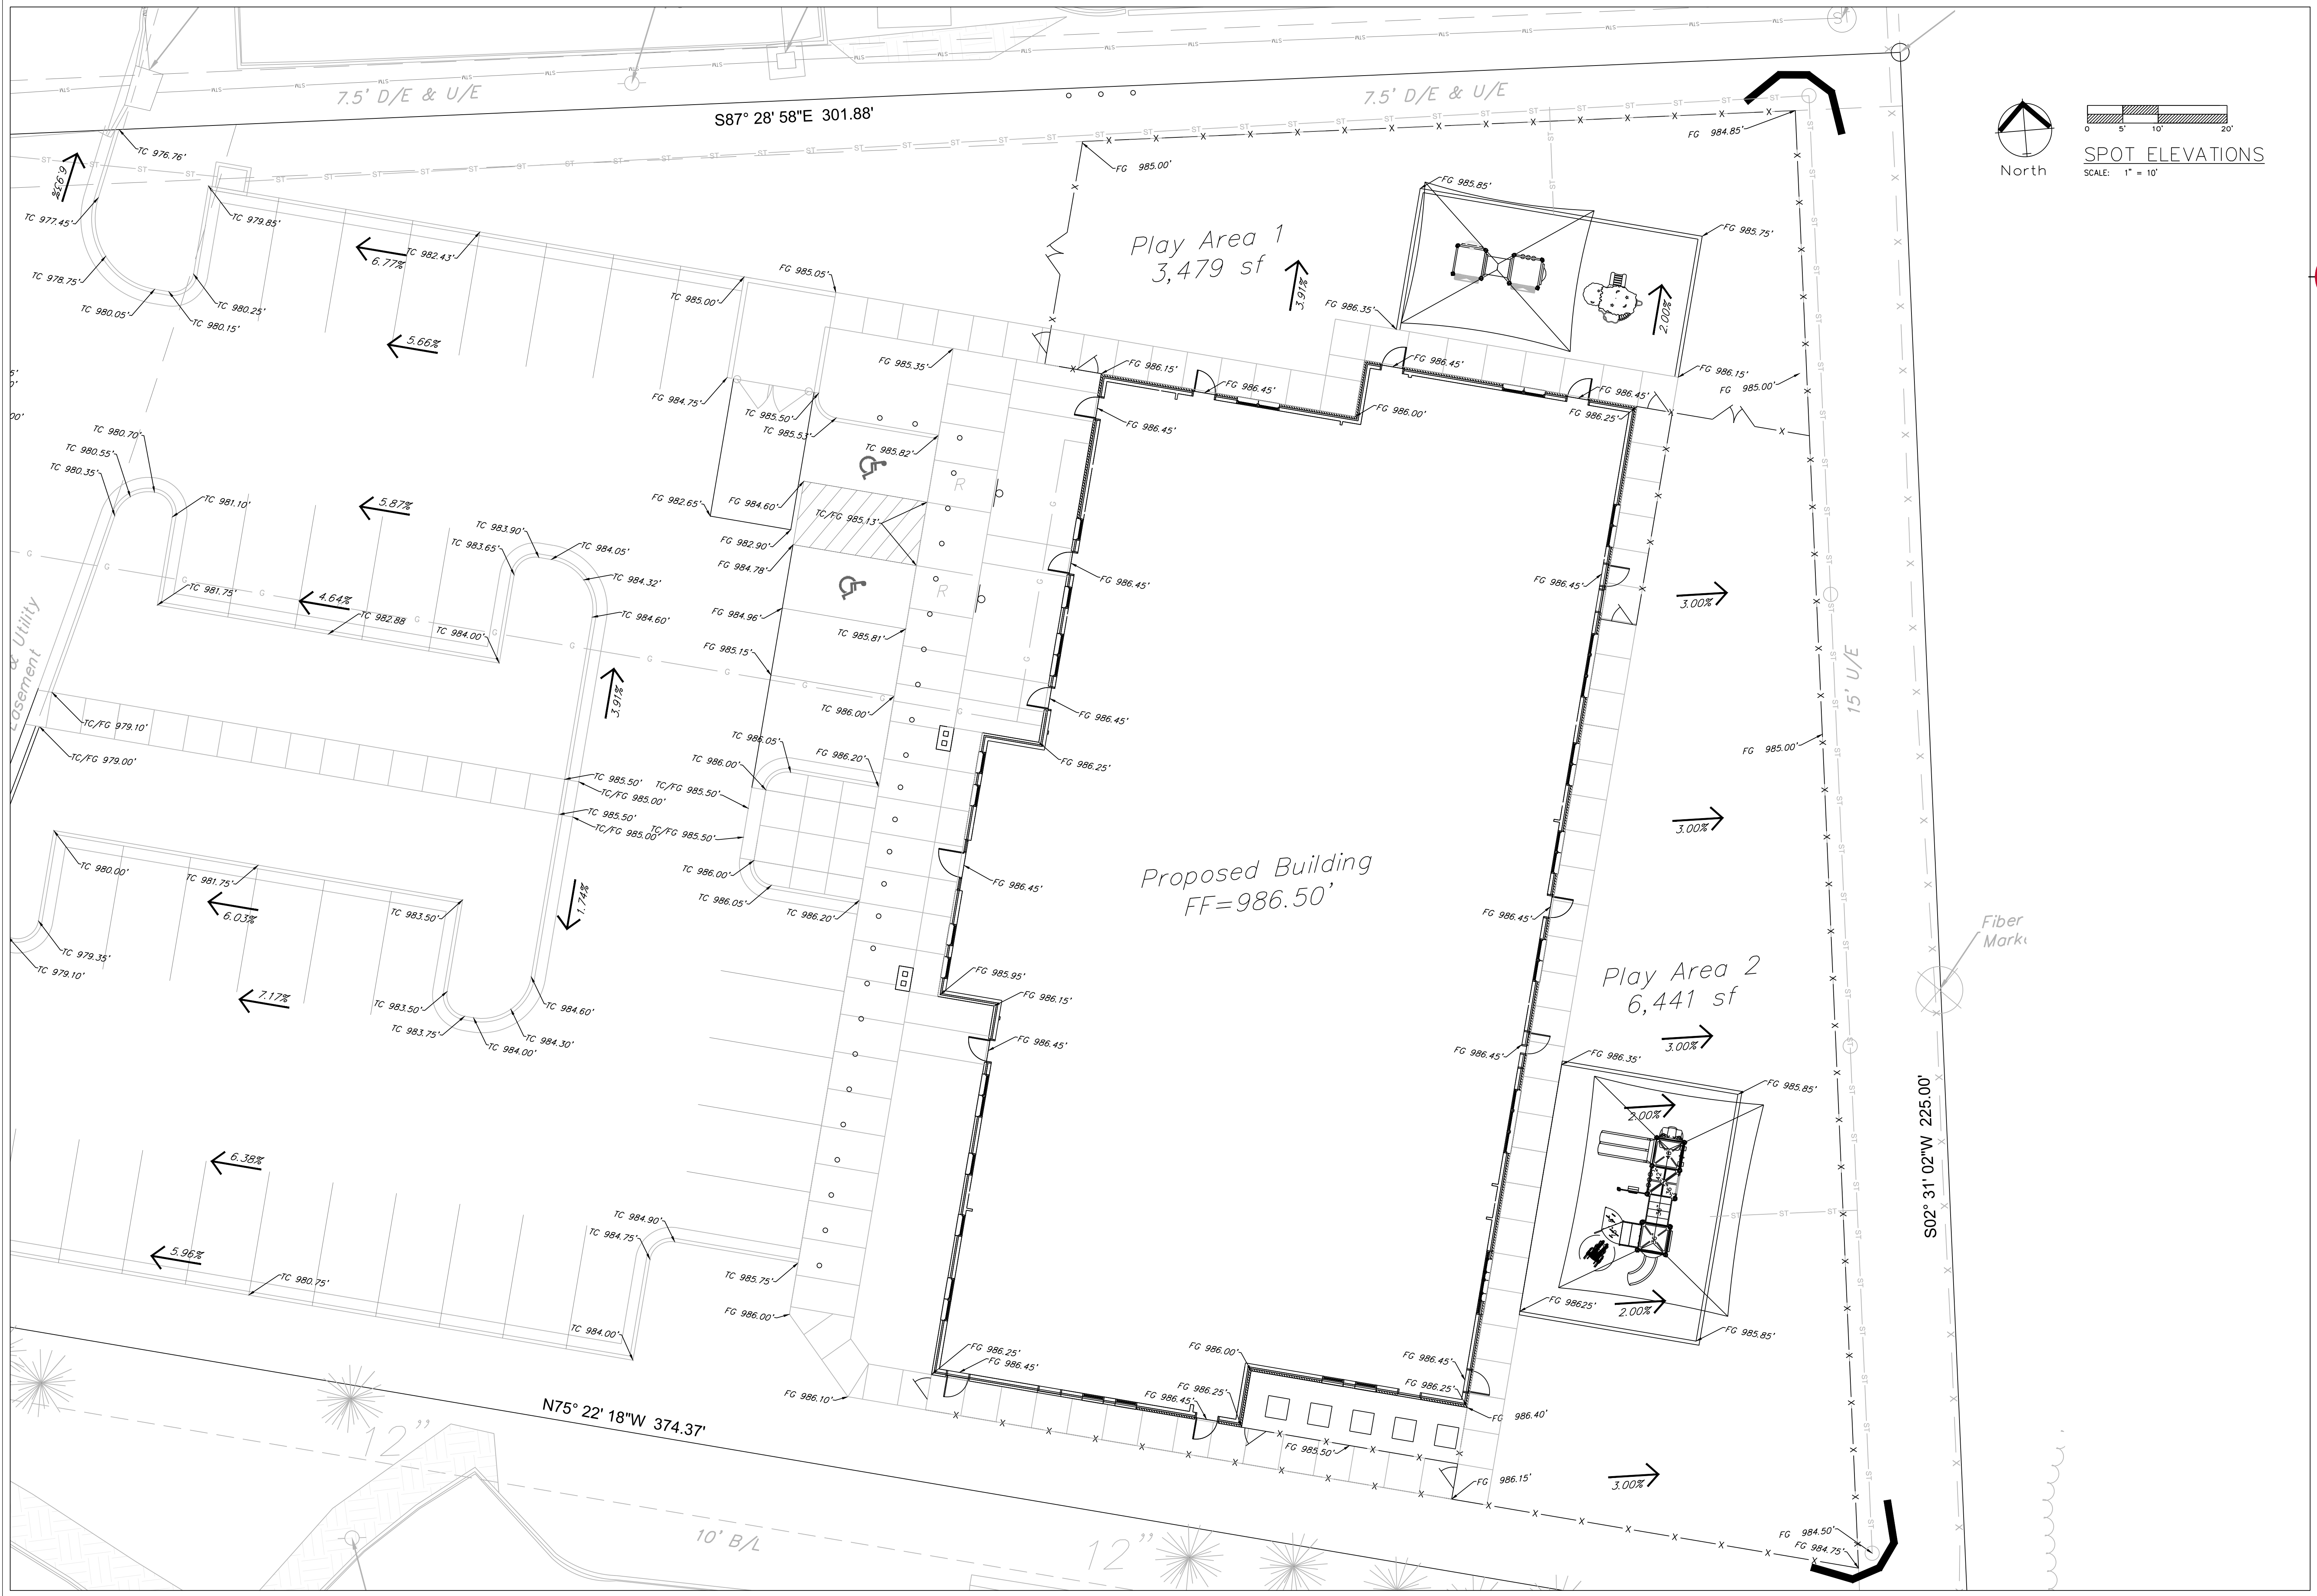 7.5' D/E & U/E
S87° 28' 58"E 301.88'
7.5' D/E & U/E
North
0 5' 10' 20'
SPOT ELEVATIONS
SCALE: 1" = 10'
TC 976.76'
6.93%
TC 977.45'
TC 978.75'
TC 980.05'
TC 980.15'
TC 980.25'
TC 979.85'
6.77%
TC 982.43'
5.66%
TC 985.00'
FG 985.05'
FG 985.00'
FG 984.85'
Play Area 1
3,479 sf
3.91%
FG 985.85'
FG 985.75'
FG 986.35'
2.00%
FG 986.15'
FG 985.00'
FG 985.35'
FG 984.75'
TC 985.50'
TC 985.53'
TC 985.82'
FG 986.15'
FG 986.45'
FG 986.45'
FG 986.45'
FG 986.45'
FG 986.00'
FG 986.25'
TC 980.70'
TC 980.55'
TC 980.35'
TC 981.10'
5.87%
TC 983.90'
TC 983.65'
TC 984.05'
TC 984.32'
TC 984.60'
FG 982.65'
FG 984.60'
TC/FG 985.13'
FG 982.90'
FG 984.78'
R
R
FG 984.96'
TC 985.81'
FG 986.45'
FG 986.45'
3.00%
TC 981.75'
4.64%
TC 982.88
TC 984.00'
FG 985.15'
& Utility
Easement
3.91%
TC 986.00'
FG 986.45'
15' U/E
TC/FG 979.10'
TC/FG 979.00'
TC 986.05'
TC 986.00'
FG 986.20'
FG 986.25'
FG 985.00'
TC 985.50'
TC/FG 985.00'
TC/FG 985.50'
TC 985.50'
TC/FG 985.00'
TC/FG 985.50'
3.00%
TC 980.00'
TC 981.75'
6.03%
TC 983.50'
1.74%
TC 986.00'
TC 986.05'
TC 986.20'
FG 986.45'
Proposed Building
FF=986.50'
FG 986.45'
Fiber
TC 979.35'
TC 979.10'
7.17%
TC 983.50'
TC 983.75'
TC 984.00'
TC 984.30'
TC 984.60'
FG 985.95'
FG 986.15'
FG 986.45'
Play Area 2
6,441 sf
3.00%
FG 986.45'
FG 986.35'
FG 985.85'
2.00%
S02° 31' 02"W 225.00'
6.38%
5.96%
TC 980.75'
TC 984.90'
TC 984.75'
TC 985.75'
FG 986.00'
TC 984.00'
FG 98625'
2.00%
FG 985.85'
FG 986.25'
FG 986.45'
FG 986.00'
FG 986.45'
FG 986.25'
FG 986.10'
FG 986.45'
FG 986.25'
FG 986.40'
FG 985.50'
FG 986.15'
3.00%
N75° 22' 18"W 374.37'
12"
10' B/L
12"
FG 984.50'
FG 984.75'